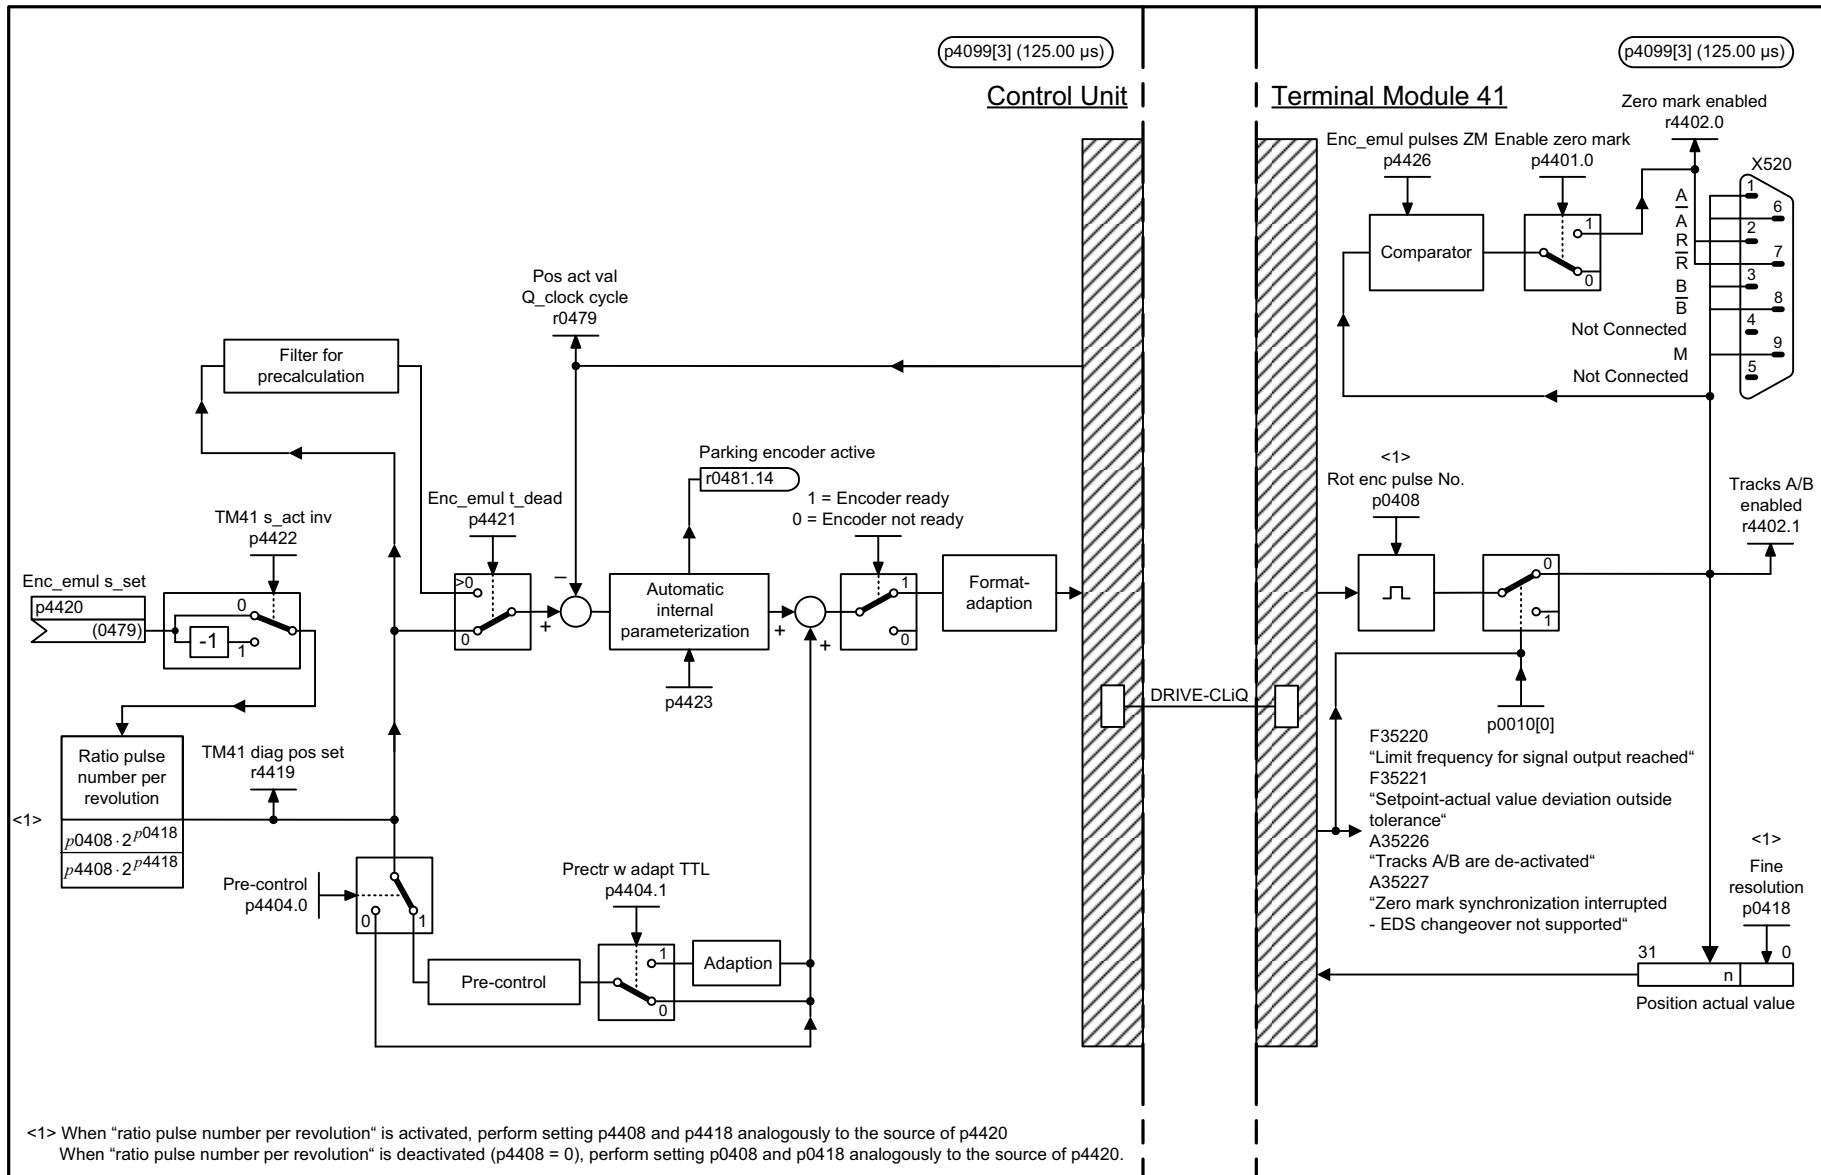 p4099[3] (125.00 µs)
p4099[3] (125.00 µs)
Control Unit
Terminal Module 41
Zero mark enabled
r4402.0
Enc_emul pulses ZM
p4426
Enable zero mark
p4401.0
X520
1
6
2
7
3
8
4
9
5
A
A̅
R
R̅
B
B̅
Not Connected
M
Not Connected
Comparator
1
0
Pos act val
Q_clock cycle
r0479
Filter for
precalculation
Parking encoder active
r0481.14
Enc_emul t_dead
p4421
1 = Encoder ready
0 = Encoder not ready
<1>
Rot enc pulse No.
p0408
Tracks A/B
enabled
r4402.1
TM41 s_act inv
p4422
Enc_emul s_set
p4420
(0479)
0
-1
1
>0
0
–
+
Automatic
internal
parameterization
+
+
1
0
Format-
adaption
0
1
p4423
DRIVE-CLiQ
p0010[0]
Ratio pulse
number per
revolution
<1>
p0408 · 2^p0418
p4408 · 2^p4418
TM41 diag pos set
r4419
F35220
“Limit frequency for signal output reached“
F35221
“Setpoint-actual value deviation outside
tolerance“
A35226
“Tracks A/B are de-activated“
A35227
“Zero mark synchronization interrupted
- EDS changeover not supported“
<1>
Fine
resolution
p0418
Pre-control
p4404.0
0
1
Prectr w adapt TTL
p4404.1
Pre-control
1
0
Adaption
31
0
n
Position actual value
<1> When “ratio pulse number per revolution“ is activated, perform setting p4408 and p4418 analogously to the source of p4420
When “ratio pulse number per revolution“ is deactivated (p4408 = 0), perform setting p0408 and p0418 analogously to the source of p4420.